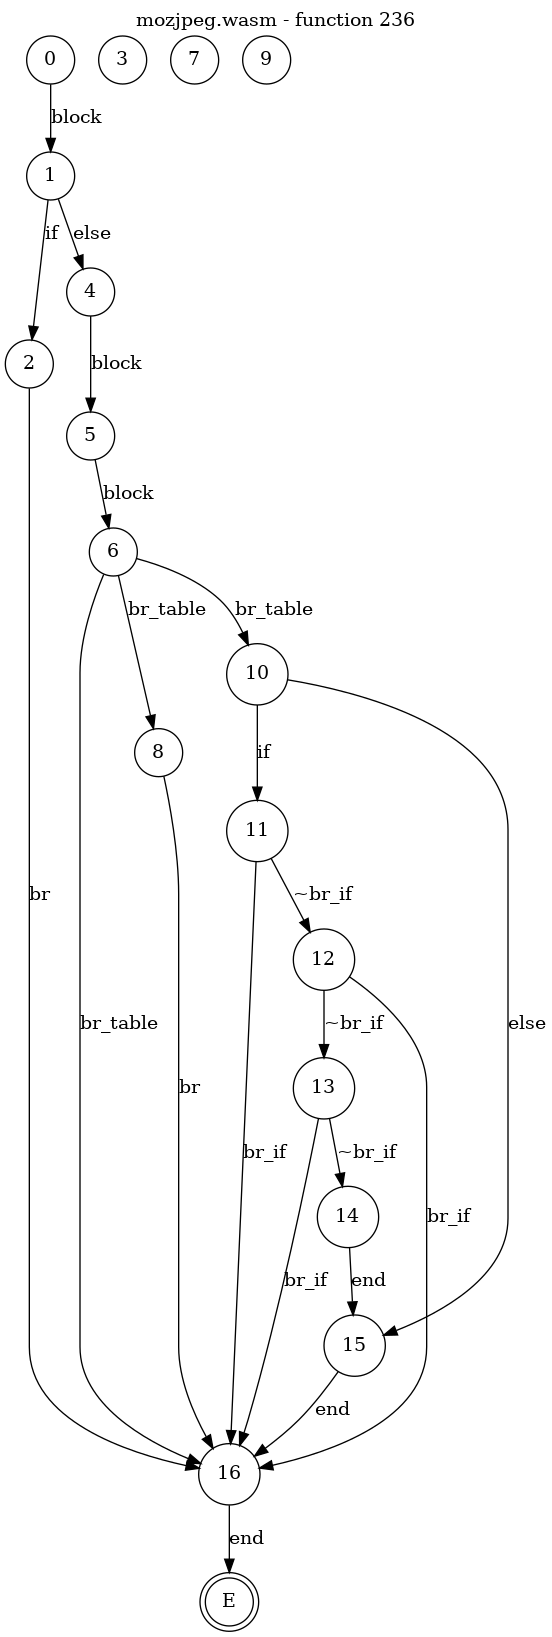 mozjpeg.wasm - function 236
0 3 7 9
block
1
if else
4
2 block
5
block
6
br_table br_table
10
8 if
11
br ~br_if
12
br_table ~br_if else
13
br br_if ~br_if
14 br_if
br_if end
15
end
16
end
E